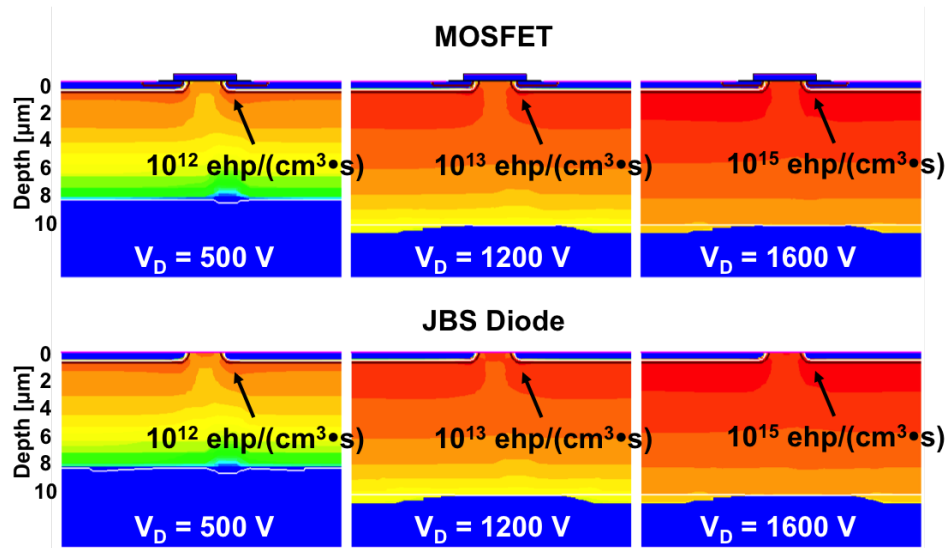 MOSFET
Depth [µm]
0
2
4
6
8
10
10¹² ehp/(cm³•s)
10¹³ ehp/(cm³•s)
10¹⁵ ehp/(cm³•s)
V_D = 500 V
V_D = 1200 V
V_D = 1600 V
JBS Diode
Depth [µm]
0
2
4
6
8
10
10¹² ehp/(cm³•s)
10¹³ ehp/(cm³•s)
10¹⁵ ehp/(cm³•s)
V_D = 500 V
V_D = 1200 V
V_D = 1600 V